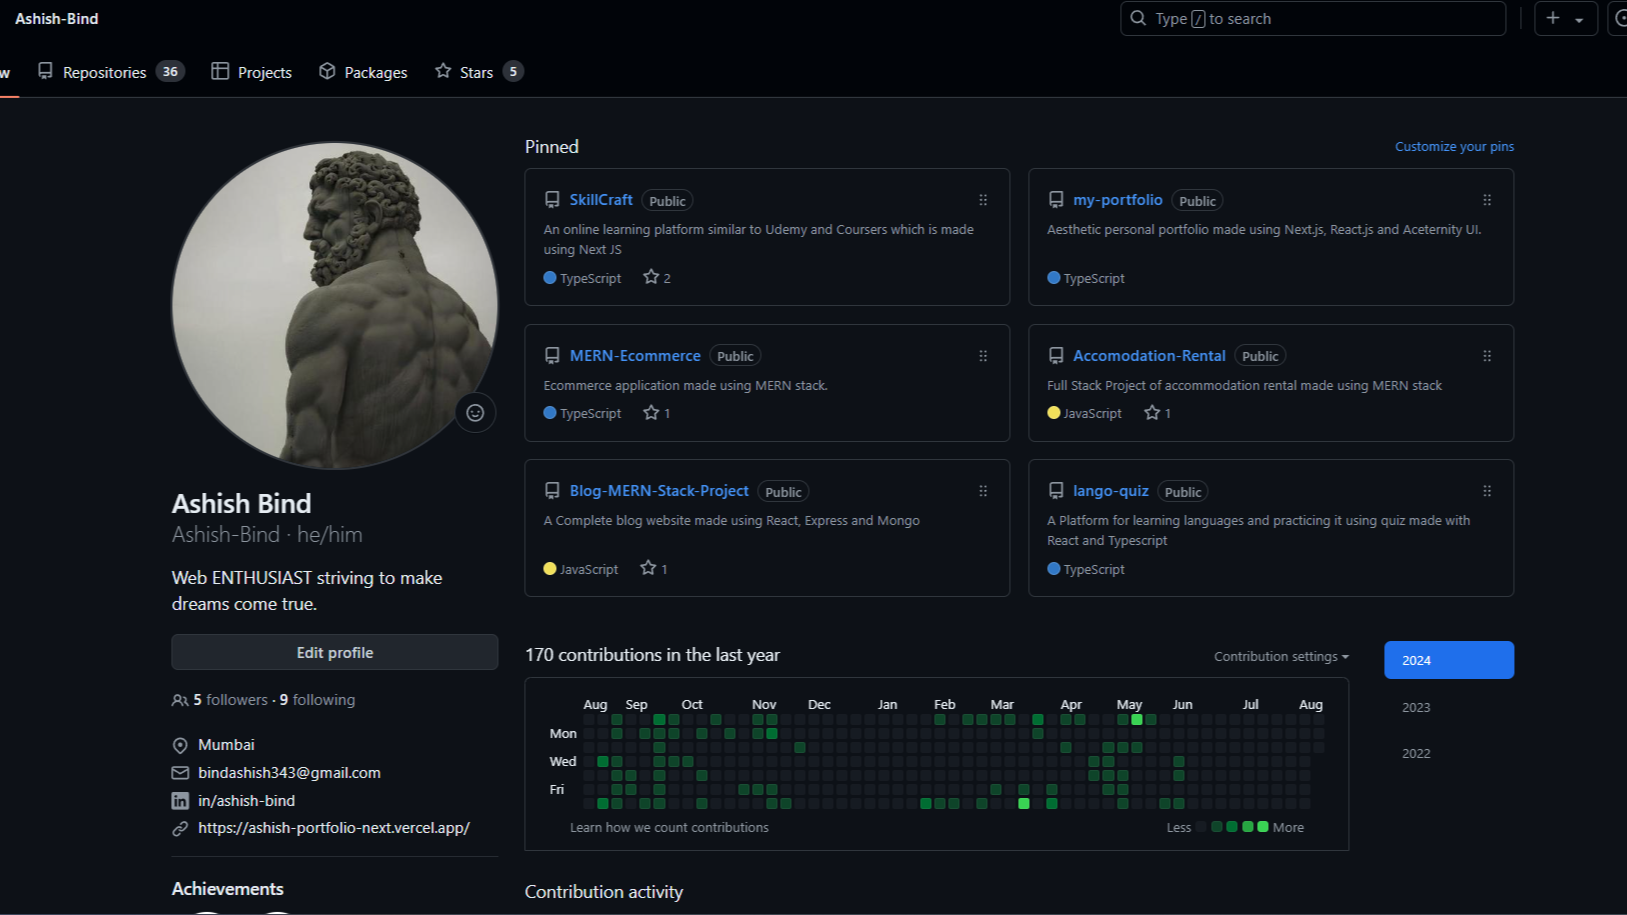 Ashish-Bind
Type / to search
w
Repositories 36
Projects
Packages
Stars 5
Pinned
Customize your pins
SkillCraft Public
An online learning platform similar to Udemy and Coursers which is made
using Next JS
TypeScript 2
my-portfolio Public
Aesthetic personal portfolio made using Next.js, React.js and Aceternity UI.
TypeScript
MERN-Ecommerce Public
Ecommerce application made using MERN stack.
TypeScript 1
Accomodation-Rental Public
Full Stack Project of accommodation rental made using MERN stack
JavaScript 1
Blog-MERN-Stack-Project Public
A Complete blog website made using React, Express and Mongo
JavaScript 1
lango-quiz Public
A Platform for learning languages and practicing it using quiz made with
React and Typescript
TypeScript
Ashish Bind
Ashish-Bind · he/him
Web ENTHUSIAST striving to make
dreams come true.
Edit profile
5 followers · 9 following
Mumbai
bindashish343@gmail.com
in/ashish-bind
https://ashish-portfolio-next.vercel.app/
Achievements
170 contributions in the last year
Contribution settings
2024
2023
2022
Aug Sep Oct Nov Dec Jan Feb Mar Apr May Jun Jul Aug
Mon
Wed
Fri
Learn how we count contributions
Less More
Contribution activity